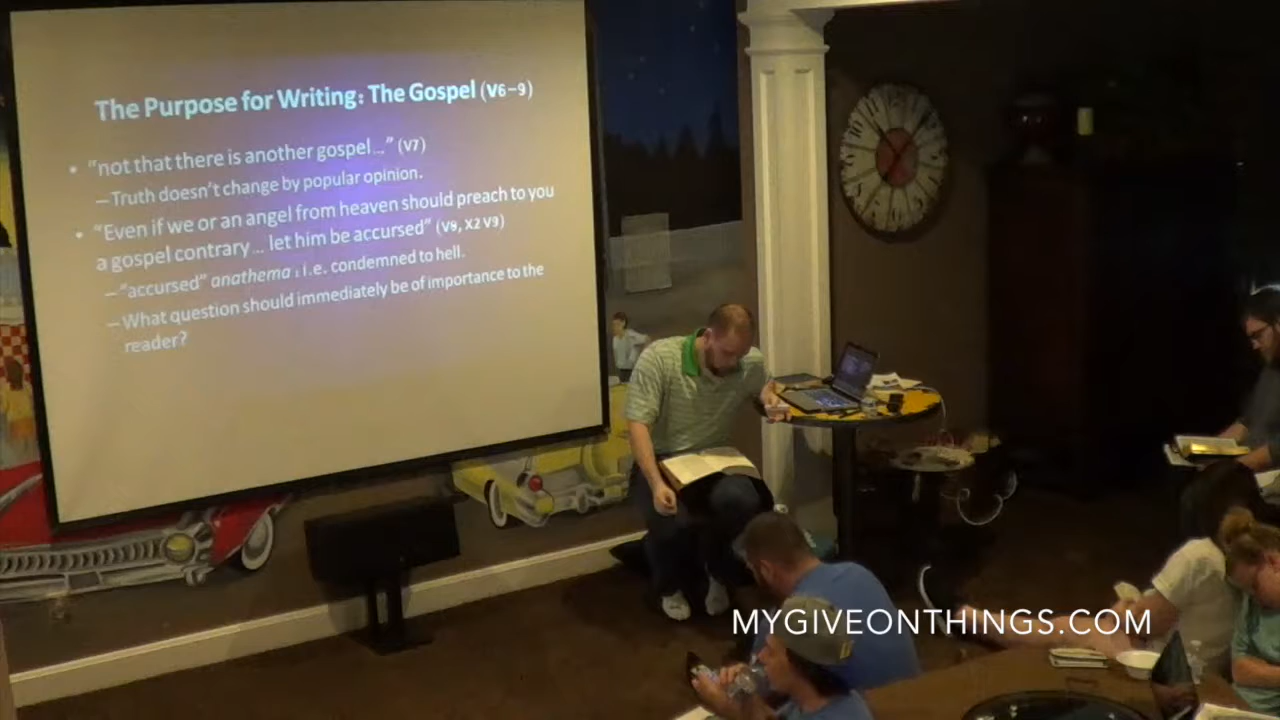 The Purpose for Writing: The Gospel (v6–9)
• “not that there is another gospel…” (v7)
–Truth doesn’t change by popular opinion.
• “Even if we or an angel from heaven should preach to you
a gospel contrary… let him be accursed” (v8, x2 v9)
–“accursed” anathema : i.e. condemned to hell.
–What question should immediately be of importance to the
reader?
MYGIVEONTHINGS.COM